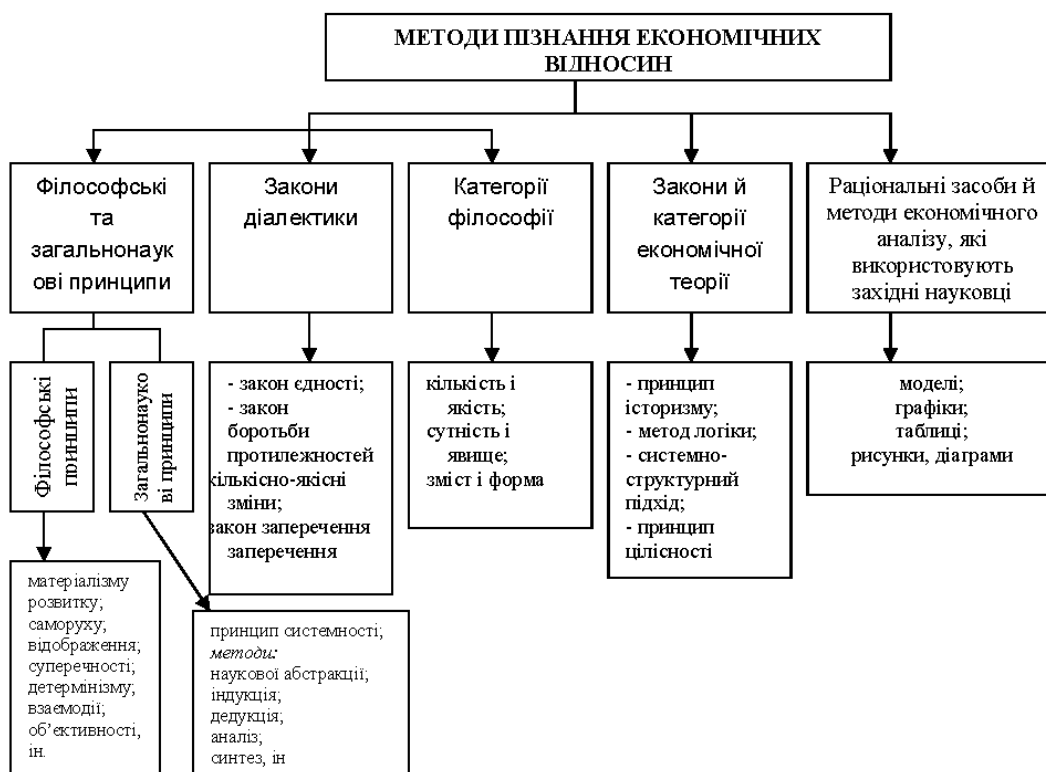 МЕТОДИ ПІЗНАННЯ ЕКОНОМІЧНИХ
ВІДНОСИН
Філософські
та
загальнонаук
ові принципи
Закони
діалектики
Категорії
філософії
Закони й
категорії
економічної
теорії
Раціональні засоби й
методи економічного
аналізу, які
використовують
західні науковці
Філософські
принципи
Загальнонауко
ві принципи
- закон єдності;
- закон
боротьби
протилежностей
кількісно-якісні
зміни;
закон заперечення
заперечення
кількість і
якість;
сутність і
явище;
зміст і форма
- принцип
історизму;
- метод логіки;
- системно-
структурний
підхід;
- принцип
цілісності
моделі;
графіки;
таблиці;
рисунки, діаграми
матеріалізму
розвитку;
саморуху;
відображення;
суперечності;
детермінізму;
взаємодії;
об’єктивності,
ін.
принцип системності;
методи:
наукової абстракції;
індукція;
дедукція;
аналіз;
синтез, ін